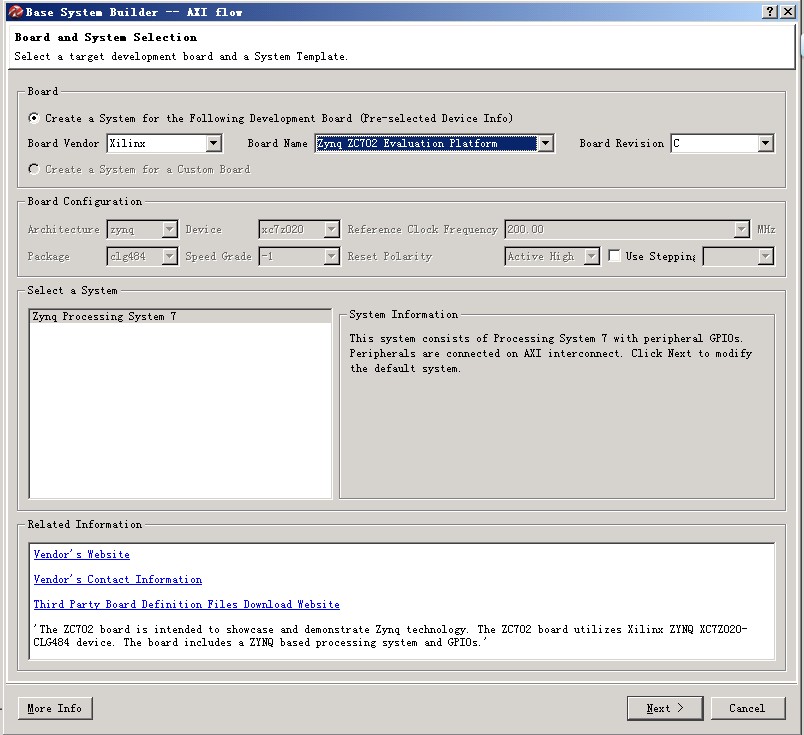 Base System Builder -- AXI flow
Board and System Selection
Select a target development board and a System Template.
Board
Create a System for the Following Development Board (Pre-selected Device Info)
Board Vendor Xilinx Board Name Zynq ZC702 Evaluation Platform Board Revision C
Create a System for a Custom Board
Board Configuration
Architecture zynq Device xc7z020 Reference Clock Frequency 200.00 MHz
Package clg484 Speed Grade -1 Reset Polarity Active High Use Stepping
Select a System
Zynq Processing System 7
System Information
This system consists of Processing System 7 with peripheral GPIOs.
Peripherals are connected on AXI interconnect. Click Next to modify
the default system.
Related Information
Vendor's Website
Vendor's Contact Information
Third Party Board Definition Files Download Website
'The ZC702 board is intended to showcase and demonstrate Zynq technology. The ZC702 board utilizes Xilinx ZYNQ XC7Z020-
CLG484 device. The board includes a ZYNQ based processing system and GPIOs.'
More Info Next > Cancel